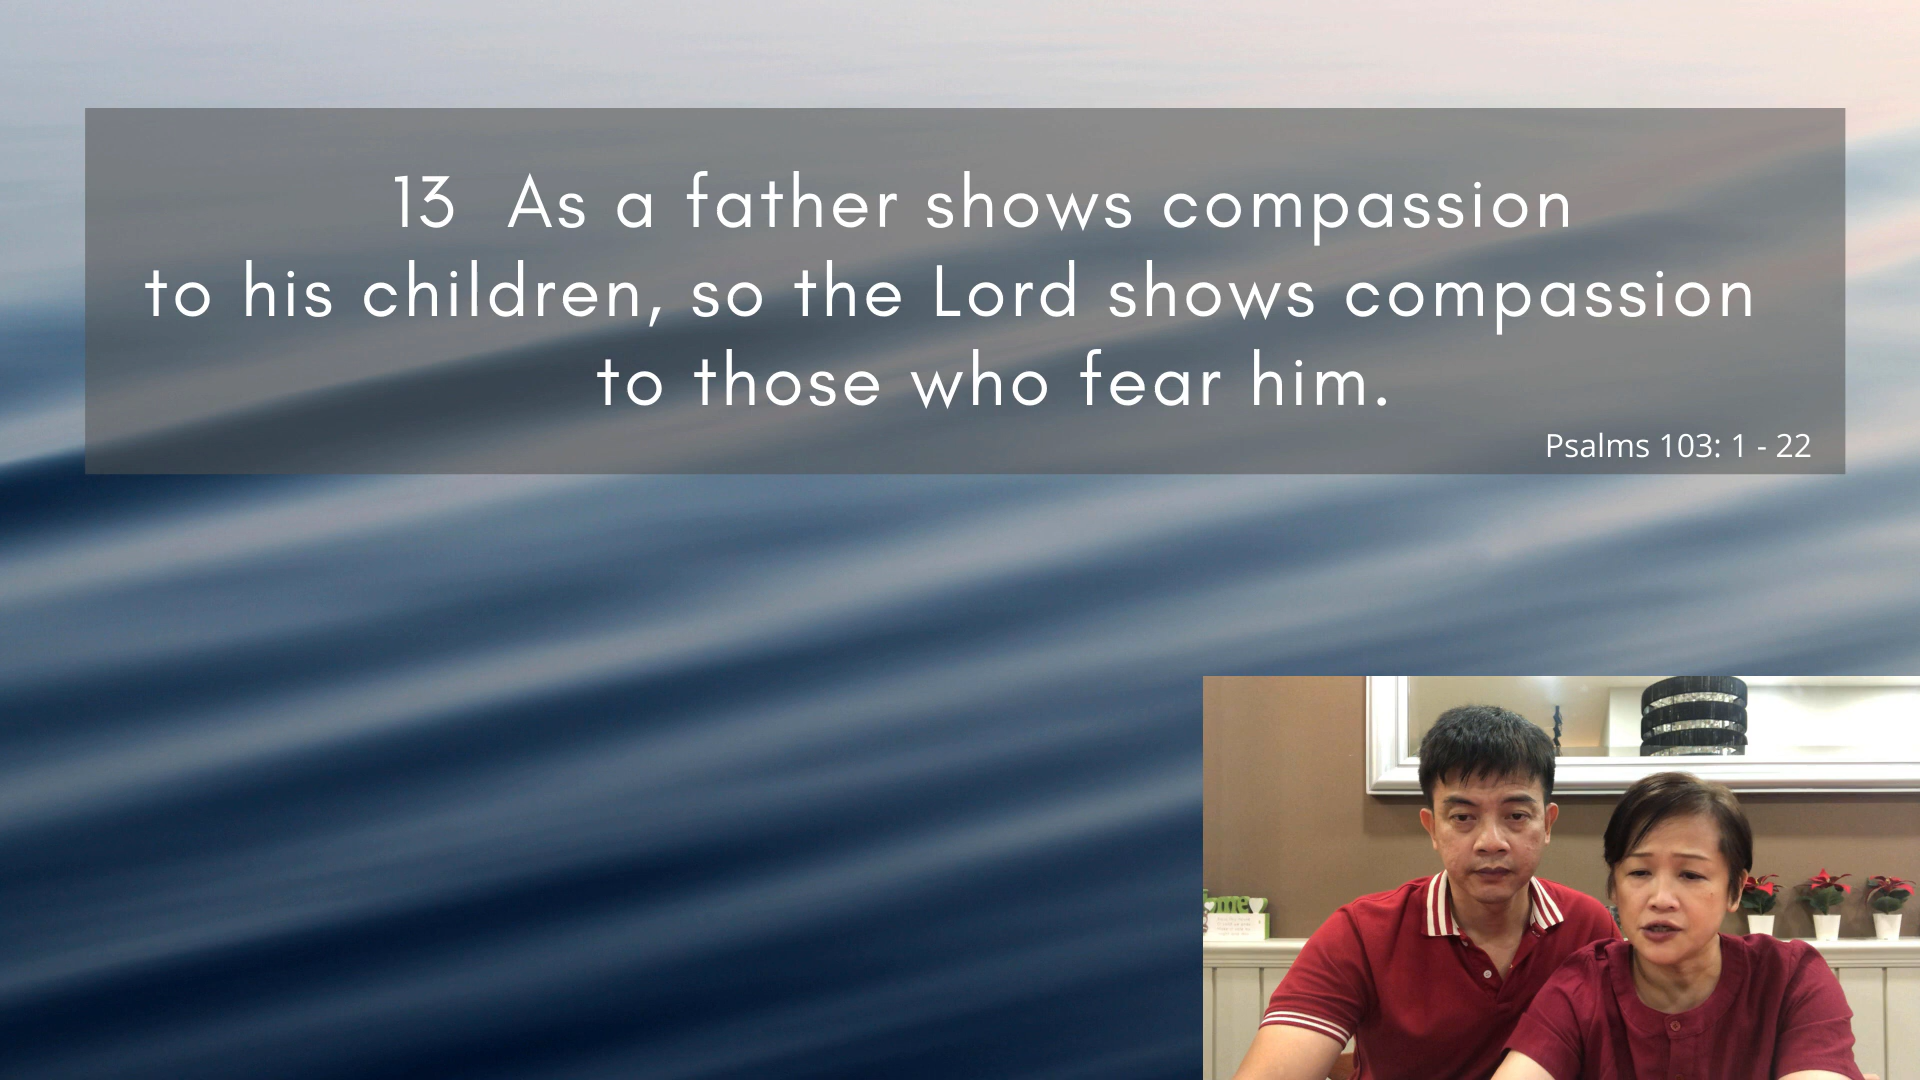 13 As a father shows compassion
to his children, so the Lord shows compassion
to those who fear him.
Psalms 103: 1 - 22